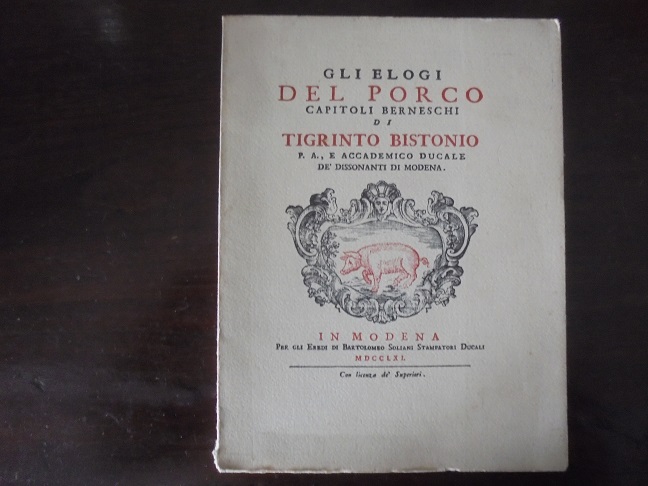 GLI ELOGI
DEL PORCO
CAPITOLI BERNESCHI
DI
TIGRINTO BISTONIO
P. A., E ACCADEMICO DUCALE
DE' DISSONANTI DI MODENA.
IN MODENA
PER GLI EREDI DI BARTOLOMEO SOLIANI STAMPATORI DUCALI
MDCCLXI.
Con licenza de' Superiori.